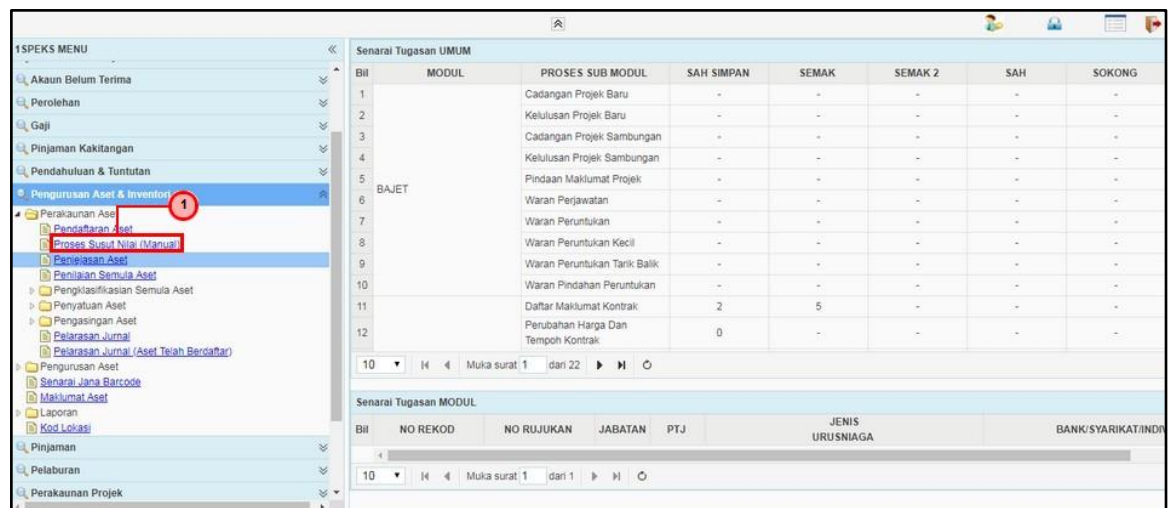 1SPEKS MENU
Akaun Belum Terima
Perolehan
Gaji
Pinjaman Kakitangan
Pendahuluan & Tuntutan
Pengurusan Aset & Inventori
1
Perakaunan Aset
Pendaftaran Aset
Proses Susut Nilai (Manual)
Penjejasan Aset
Penilaian Semula Aset
Pengklasifikasian Semula Aset
Penyatuan Aset
Pengasingan Aset
Pelarasan Jurnal
Pelarasan Jurnal (Aset Telah Berdaftar)
Pengurusan Aset
Senarai Jana Barcode
Maklumat Aset
Laporan
Kod Lokasi
Pinjaman
Pelaburan
Perakaunan Projek
Senarai Tugasan UMUM
Bil MODUL PROSES SUB MODUL SAH SIMPAN SEMAK SEMAK 2 SAH SOKONG
1 Cadangan Projek Baru - - - - -
2 Kelulusan Projek Baru - - - - -
3 Cadangan Projek Sambungan - - - - -
4 Kelulusan Projek Sambungan - - - - -
5 Pindaan Maklumat Projek - - - - -
BAJET
6 Waran Perjawatan - - - - -
7 Waran Peruntukan - - - - -
8 Waran Peruntukan Kecil - - - - -
9 Waran Peruntukan Tarik Balik - - - - -
10 Waran Pindahan Peruntukan - - - - -
11 Daftar Maklumat Kontrak 2 5 - - -
12 Perubahan Harga Dan 0 - - - -
Tempoh Kontrak
10 Muka surat 1 dari 22
Senarai Tugasan MODUL
Bil NO REKOD NO RUJUKAN JABATAN PTJ JENIS BANK/SYARIKAT/INDIV
URUSNIAGA
10 Muka surat 1 dari 1